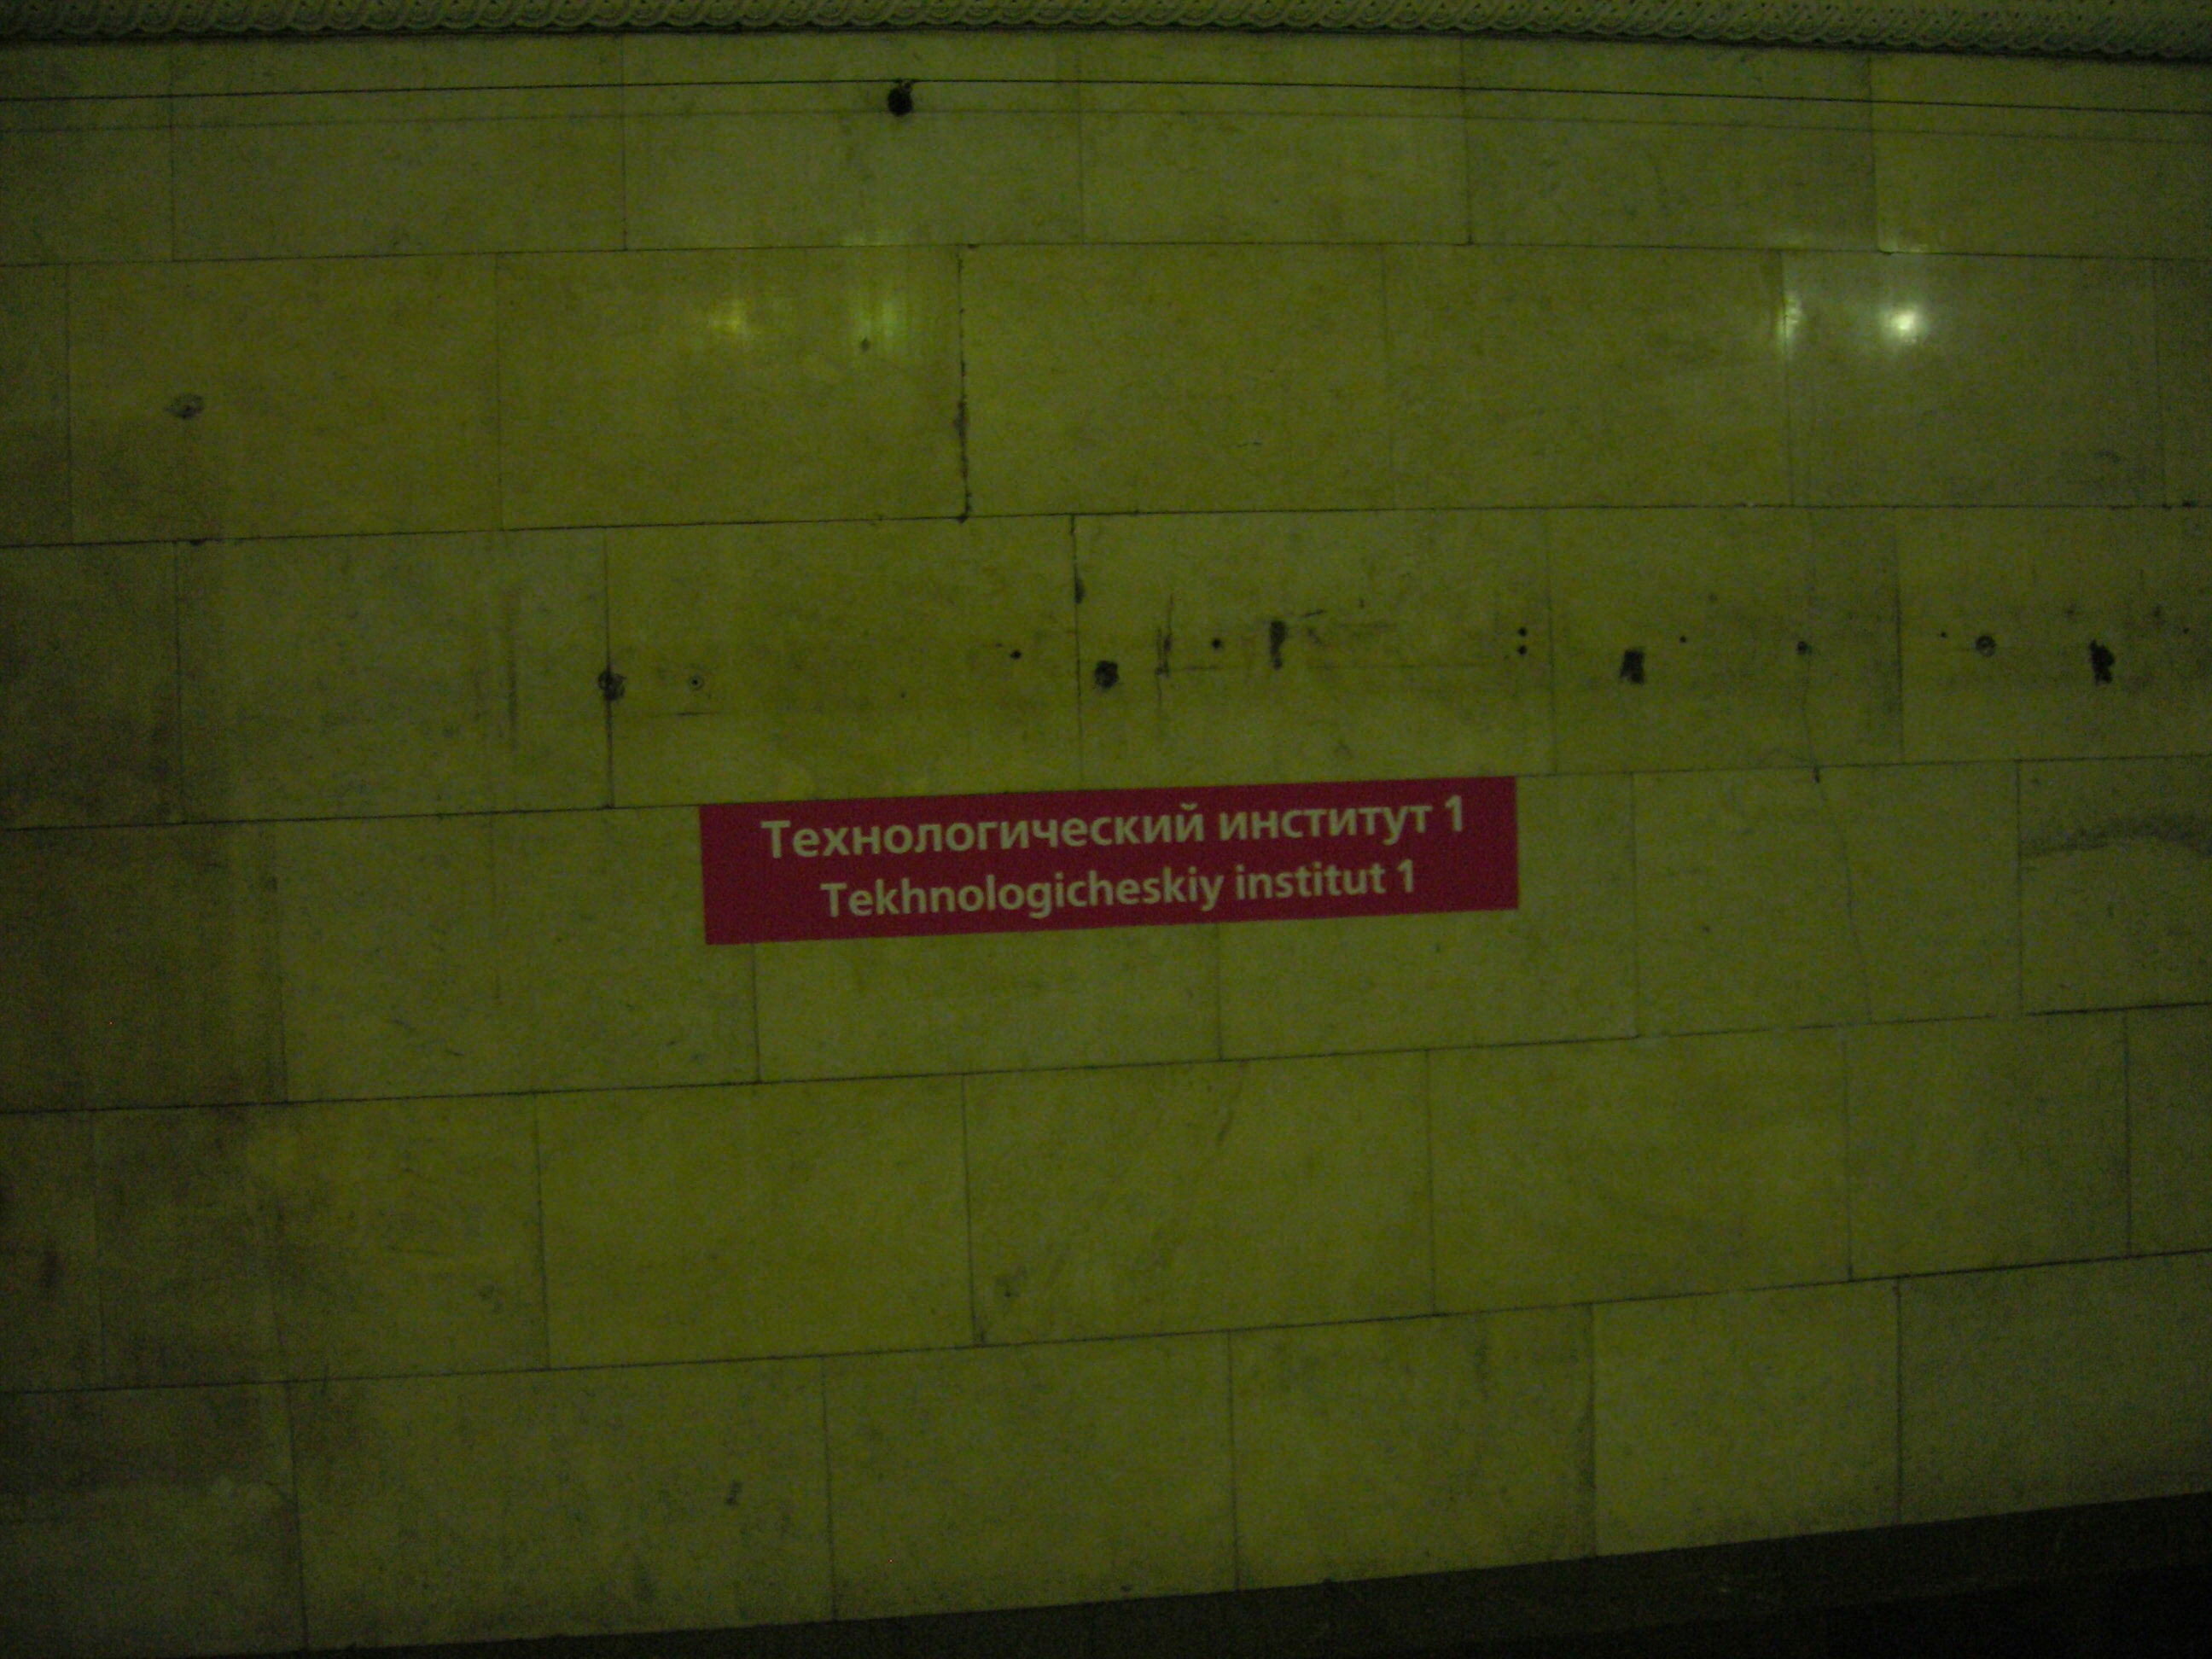 Технологический институт 1
Tekhnologicheskiy institut 1